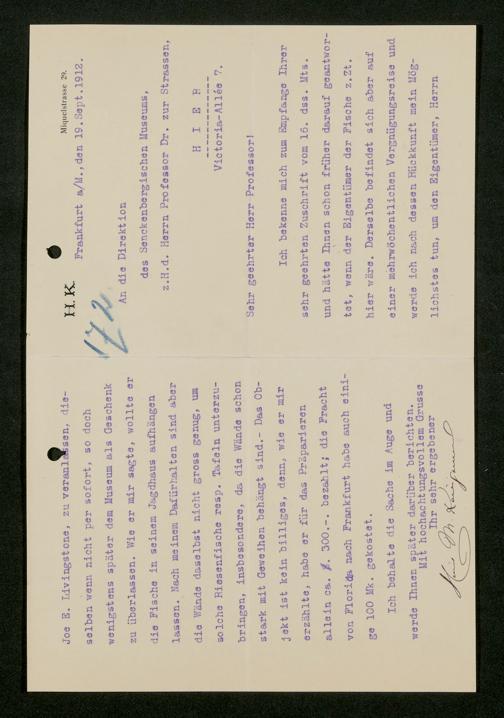 H. K.
Miquelstrasse 29.
Frankfurt a/M., den 19. Sept. 1912.
172
An die Direktion
des Senckenbergischen Museums,
z.H.d. Herrn Professor Dr. zur Strassen,
H I E R
------------
Victoria-Allée 7.
Sehr geehrter Herr Professor!
Ich bekenne mich zum Empfange Ihrer
sehr geehrten Zuschrift vom 16. dss. Mts.
und hätte Ihnen schon früher darauf geantwor-
tet, wenn der Eigentümer der Fische z.Zt.
hier wäre. Derselbe befindet sich aber auf
einer mehrwöchentlichen Vergnügungsreise und
werde ich nach dessen Rückkunft mein Mög-
lichstes tun, um den Eigentümer, Herrn
Joe E. Livingstone, zu veranlassen, die-
selben wenn nicht per sofort, so doch
wenigstens später dem Museum als Geschenk
zu überlassen. Wie er mir sagte, wollte er
die Fische in seinem Jagdhaus aufhängen
lassen. Nach meinem Dafürhalten sind aber
die Wände daselbst nicht gross genug, um
solche Riesenfische resp. Tafeln unterzu-
bringen, insbesondere, da die Wände schon
stark mit Geweihen behängt sind.- Das Ob-
jekt ist kein billiges, denn, wie er mir
erzählte, habe er für das Präparieren
allein ca. $. 300.-. bezahlt; die Fracht
von Florida nach Frankfurt habe auch eini-
ge 100 Mk. gekostet.
Ich behalte die Sache im Auge und
werde Ihnen später darüber berichten.
Mit hochachtungsvollem Grusse
Ihr sehr ergebener